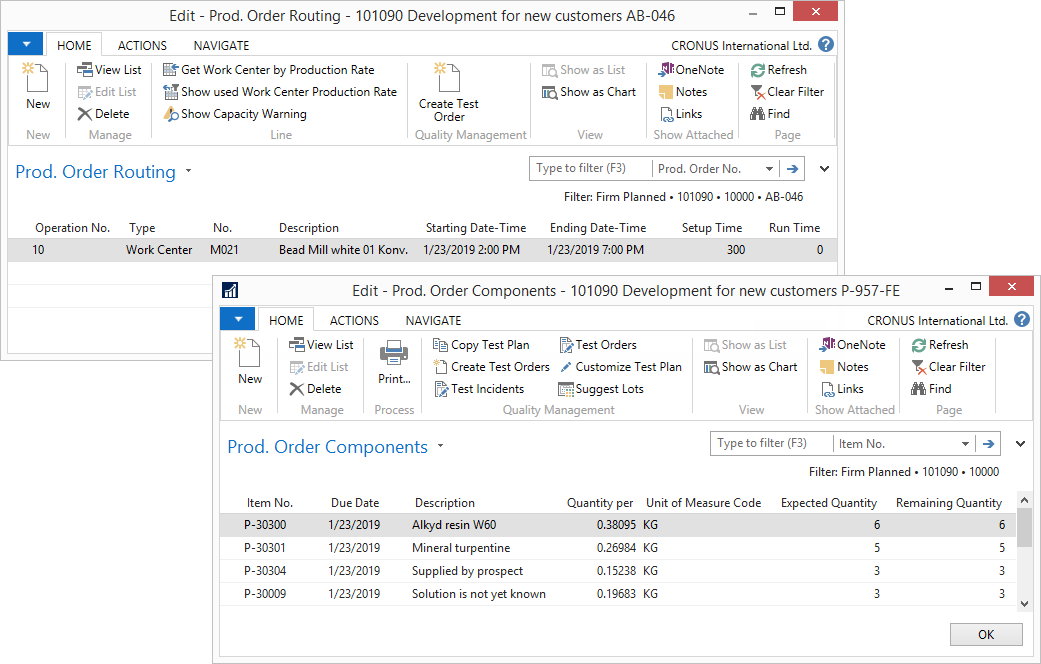 Edit - Prod. Order Routing - 101090 Development for new customers AB-046
HOME ACTIONS NAVIGATE CRONUS International Ltd. ?
New
New
View List
Edit List
Delete
Manage
Get Work Center by Production Rate
Show used Work Center Production Rate
Show Capacity Warning
Line
Create Test
Order
Quality Management
Show as List
Show as Chart
View
OneNote
Notes
Links
Show Attached
Refresh
Clear Filter
Find
Page
Prod. Order Routing
Type to filter (F3) Prod. Order No.
Filter: Firm Planned • 101090 • 10000 • AB-046
Operation No. Type No. Description Starting Date-Time Ending Date-Time Setup Time Run Time
10 Work Center M021 Bead Mill white 01 Konv. 1/23/2019 2:00 PM 1/23/2019 7:00 PM 300 0
Edit - Prod. Order Components - 101090 Development for new customers P-957-FE
HOME ACTIONS NAVIGATE CRONUS International Ltd. ?
New
New
View List
Edit List
Delete
Manage
Print...
Process
Copy Test Plan
Create Test Orders
Test Incidents
Test Orders
Customize Test Plan
Suggest Lots
Quality Management
Show as List
Show as Chart
View
OneNote
Notes
Links
Show Attached
Refresh
Clear Filter
Find
Page
Prod. Order Components
Type to filter (F3) Item No.
Filter: Firm Planned • 101090 • 10000
Item No. Due Date Description Quantity per Unit of Measure Code Expected Quantity Remaining Quantity
P-30300 1/23/2019 Alkyd resin W60 0.38095 KG 6 6
P-30301 1/23/2019 Mineral turpentine 0.26984 KG 5 5
P-30304 1/23/2019 Supplied by prospect 0.15238 KG 3 3
P-30009 1/23/2019 Solution is not yet known 0.19683 KG 3 3
OK